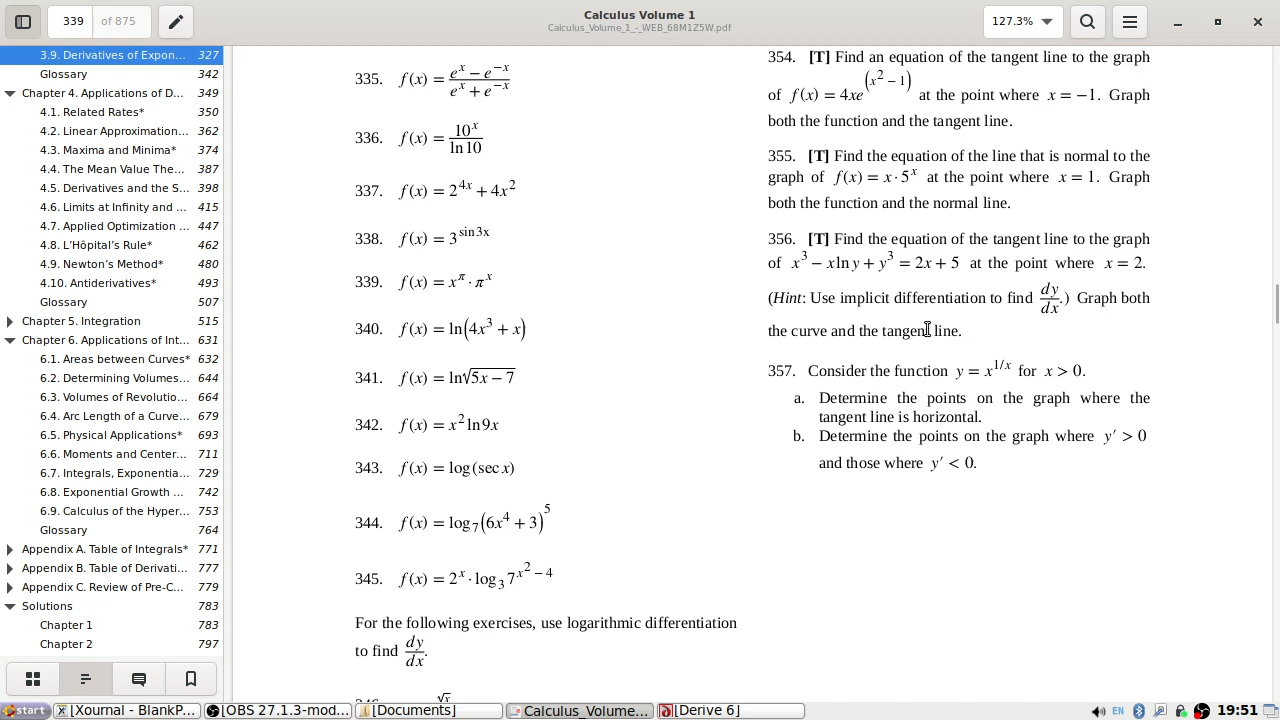 Calculus Volume 1
Calculus_Volume_1_-_WEB_68M1Z5W.pdf
339 of 875
127.3%
3.9. Derivatives of Expon... 327
Glossary 342
Chapter 4. Applications of D... 349
4.1. Related Rates* 350
4.2. Linear Approximation... 362
4.3. Maxima and Minima* 374
4.4. The Mean Value The... 387
4.5. Derivatives and the S... 398
4.6. Limits at Infinity and ... 415
4.7. Applied Optimization ... 447
4.8. L’Hôpital’s Rule* 462
4.9. Newton’s Method* 480
4.10. Antiderivatives* 493
Glossary 507
Chapter 5. Integration 515
Chapter 6. Applications of Int... 631
6.1. Areas between Curves* 632
6.2. Determining Volumes... 644
6.3. Volumes of Revolutio... 664
6.4. Arc Length of a Curve... 679
6.5. Physical Applications* 693
6.6. Moments and Center... 711
6.7. Integrals, Exponentia... 729
6.8. Exponential Growth ... 742
6.9. Calculus of the Hyper... 753
Glossary 764
Appendix A. Table of Integrals* 771
Appendix B. Table of Derivati... 777
Appendix C. Review of Pre-C... 779
Solutions 783
Chapter 1 783
Chapter 2 797
335. f(x) = (e^x − e^−x)/(e^x + e^−x)
336. f(x) = 10^x/ln 10
337. f(x) = 2^4x + 4x^2
338. f(x) = 3^sin3x
339. f(x) = x^π · π^x
340. f(x) = ln(4x^3 + x)
341. f(x) = ln√(5x − 7)
342. f(x) = x^2 ln 9x
343. f(x) = log(sec x)
344. f(x) = log_7(6x^4 + 3)^5
345. f(x) = 2^x · log_3 7^(x^2 − 4)
For the following exercises, use logarithmic differentiation
to find dy/dx.
354. [T] Find an equation of the tangent line to the graph
of f(x) = 4xe^(x^2 − 1) at the point where x = −1. Graph
both the function and the tangent line.
355. [T] Find the equation of the line that is normal to the
graph of f(x) = x · 5^x at the point where x = 1. Graph
both the function and the normal line.
356. [T] Find the equation of the tangent line to the graph
of x^3 − x ln y + y^3 = 2x + 5 at the point where x = 2.
(Hint: Use implicit differentiation to find dy/dx.) Graph both
the curve and the tangent line.
357. Consider the function y = x^1/x for x > 0.
a. Determine the points on the graph where the
tangent line is horizontal.
b. Determine the points on the graph where y′ > 0
and those where y′ < 0.
start
[Xournal - BlankP...
[OBS 27.1.3-mod...
[Documents]
Calculus_Volume...
[Derive 6]
EN
19:51